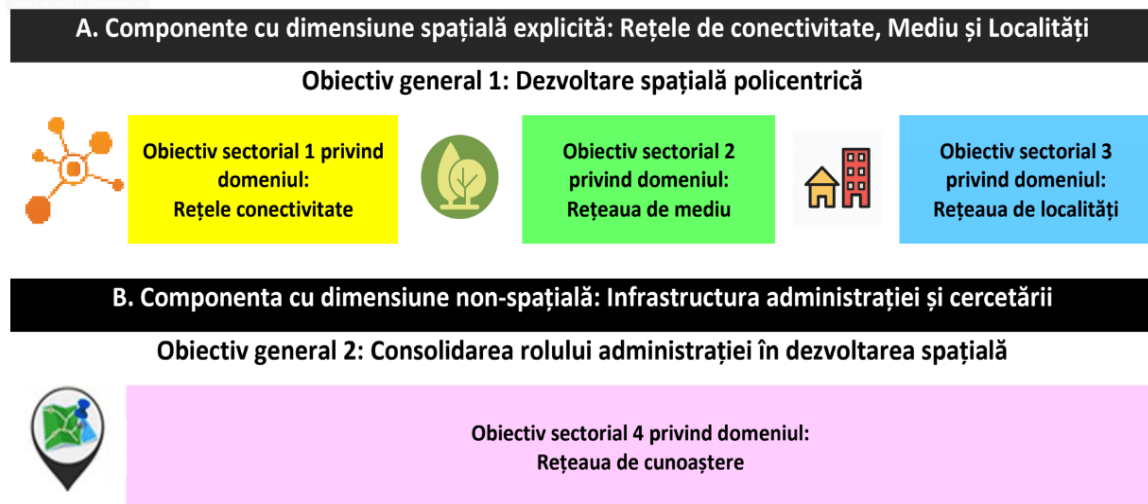 A. Componente cu dimensiune spațială explicită: Rețele de conectivitate, Mediu și Localități
Obiectiv general 1: Dezvoltare spațială policentrică
Obiectiv sectorial 1 privind
domeniul:
Rețele conectivitate
Obiectiv sectorial 2
privind domeniul:
Rețeaua de mediu
Obiectiv sectorial 3
privind domeniul:
Rețeaua de localități
B. Componenta cu dimensiune non-spațială: Infrastructura administrației și cercetării
Obiectiv general 2: Consolidarea rolului administrației în dezvoltarea spațială
Obiectiv sectorial 4 privind domeniul:
Rețeaua de cunoaștere